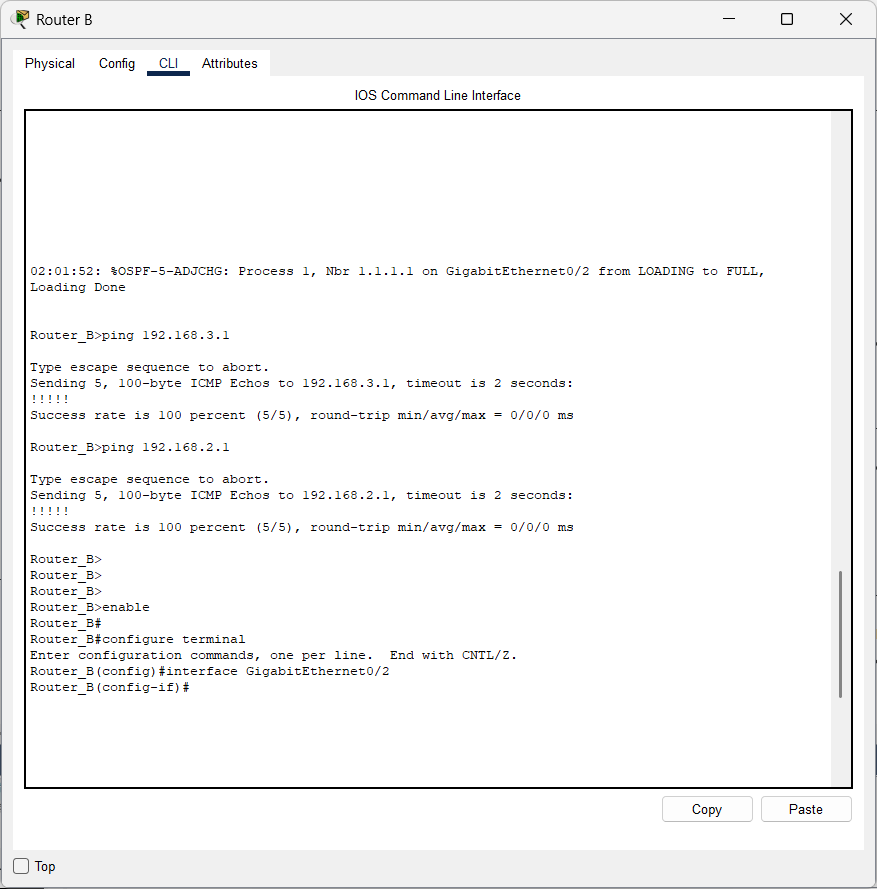 Router B
Physical Config CLI Attributes
IOS Command Line Interface
02:01:52: %OSPF-5-ADJCHG: Process 1, Nbr 1.1.1.1 on GigabitEthernet0/2 from LOADING to FULL,
Loading Done
Router_B>ping 192.168.3.1
Type escape sequence to abort.
Sending 5, 100-byte ICMP Echos to 192.168.3.1, timeout is 2 seconds:
!!!!!
Success rate is 100 percent (5/5), round-trip min/avg/max = 0/0/0 ms
Router_B>ping 192.168.2.1
Type escape sequence to abort.
Sending 5, 100-byte ICMP Echos to 192.168.2.1, timeout is 2 seconds:
!!!!!
Success rate is 100 percent (5/5), round-trip min/avg/max = 0/0/0 ms
Router_B>
Router_B>
Router_B>
Router_B>enable
Router_B#
Router_B#configure terminal
Enter configuration commands, one per line.  End with CNTL/Z.
Router_B(config)#interface GigabitEthernet0/2
Router_B(config-if)#
Copy Paste
Top